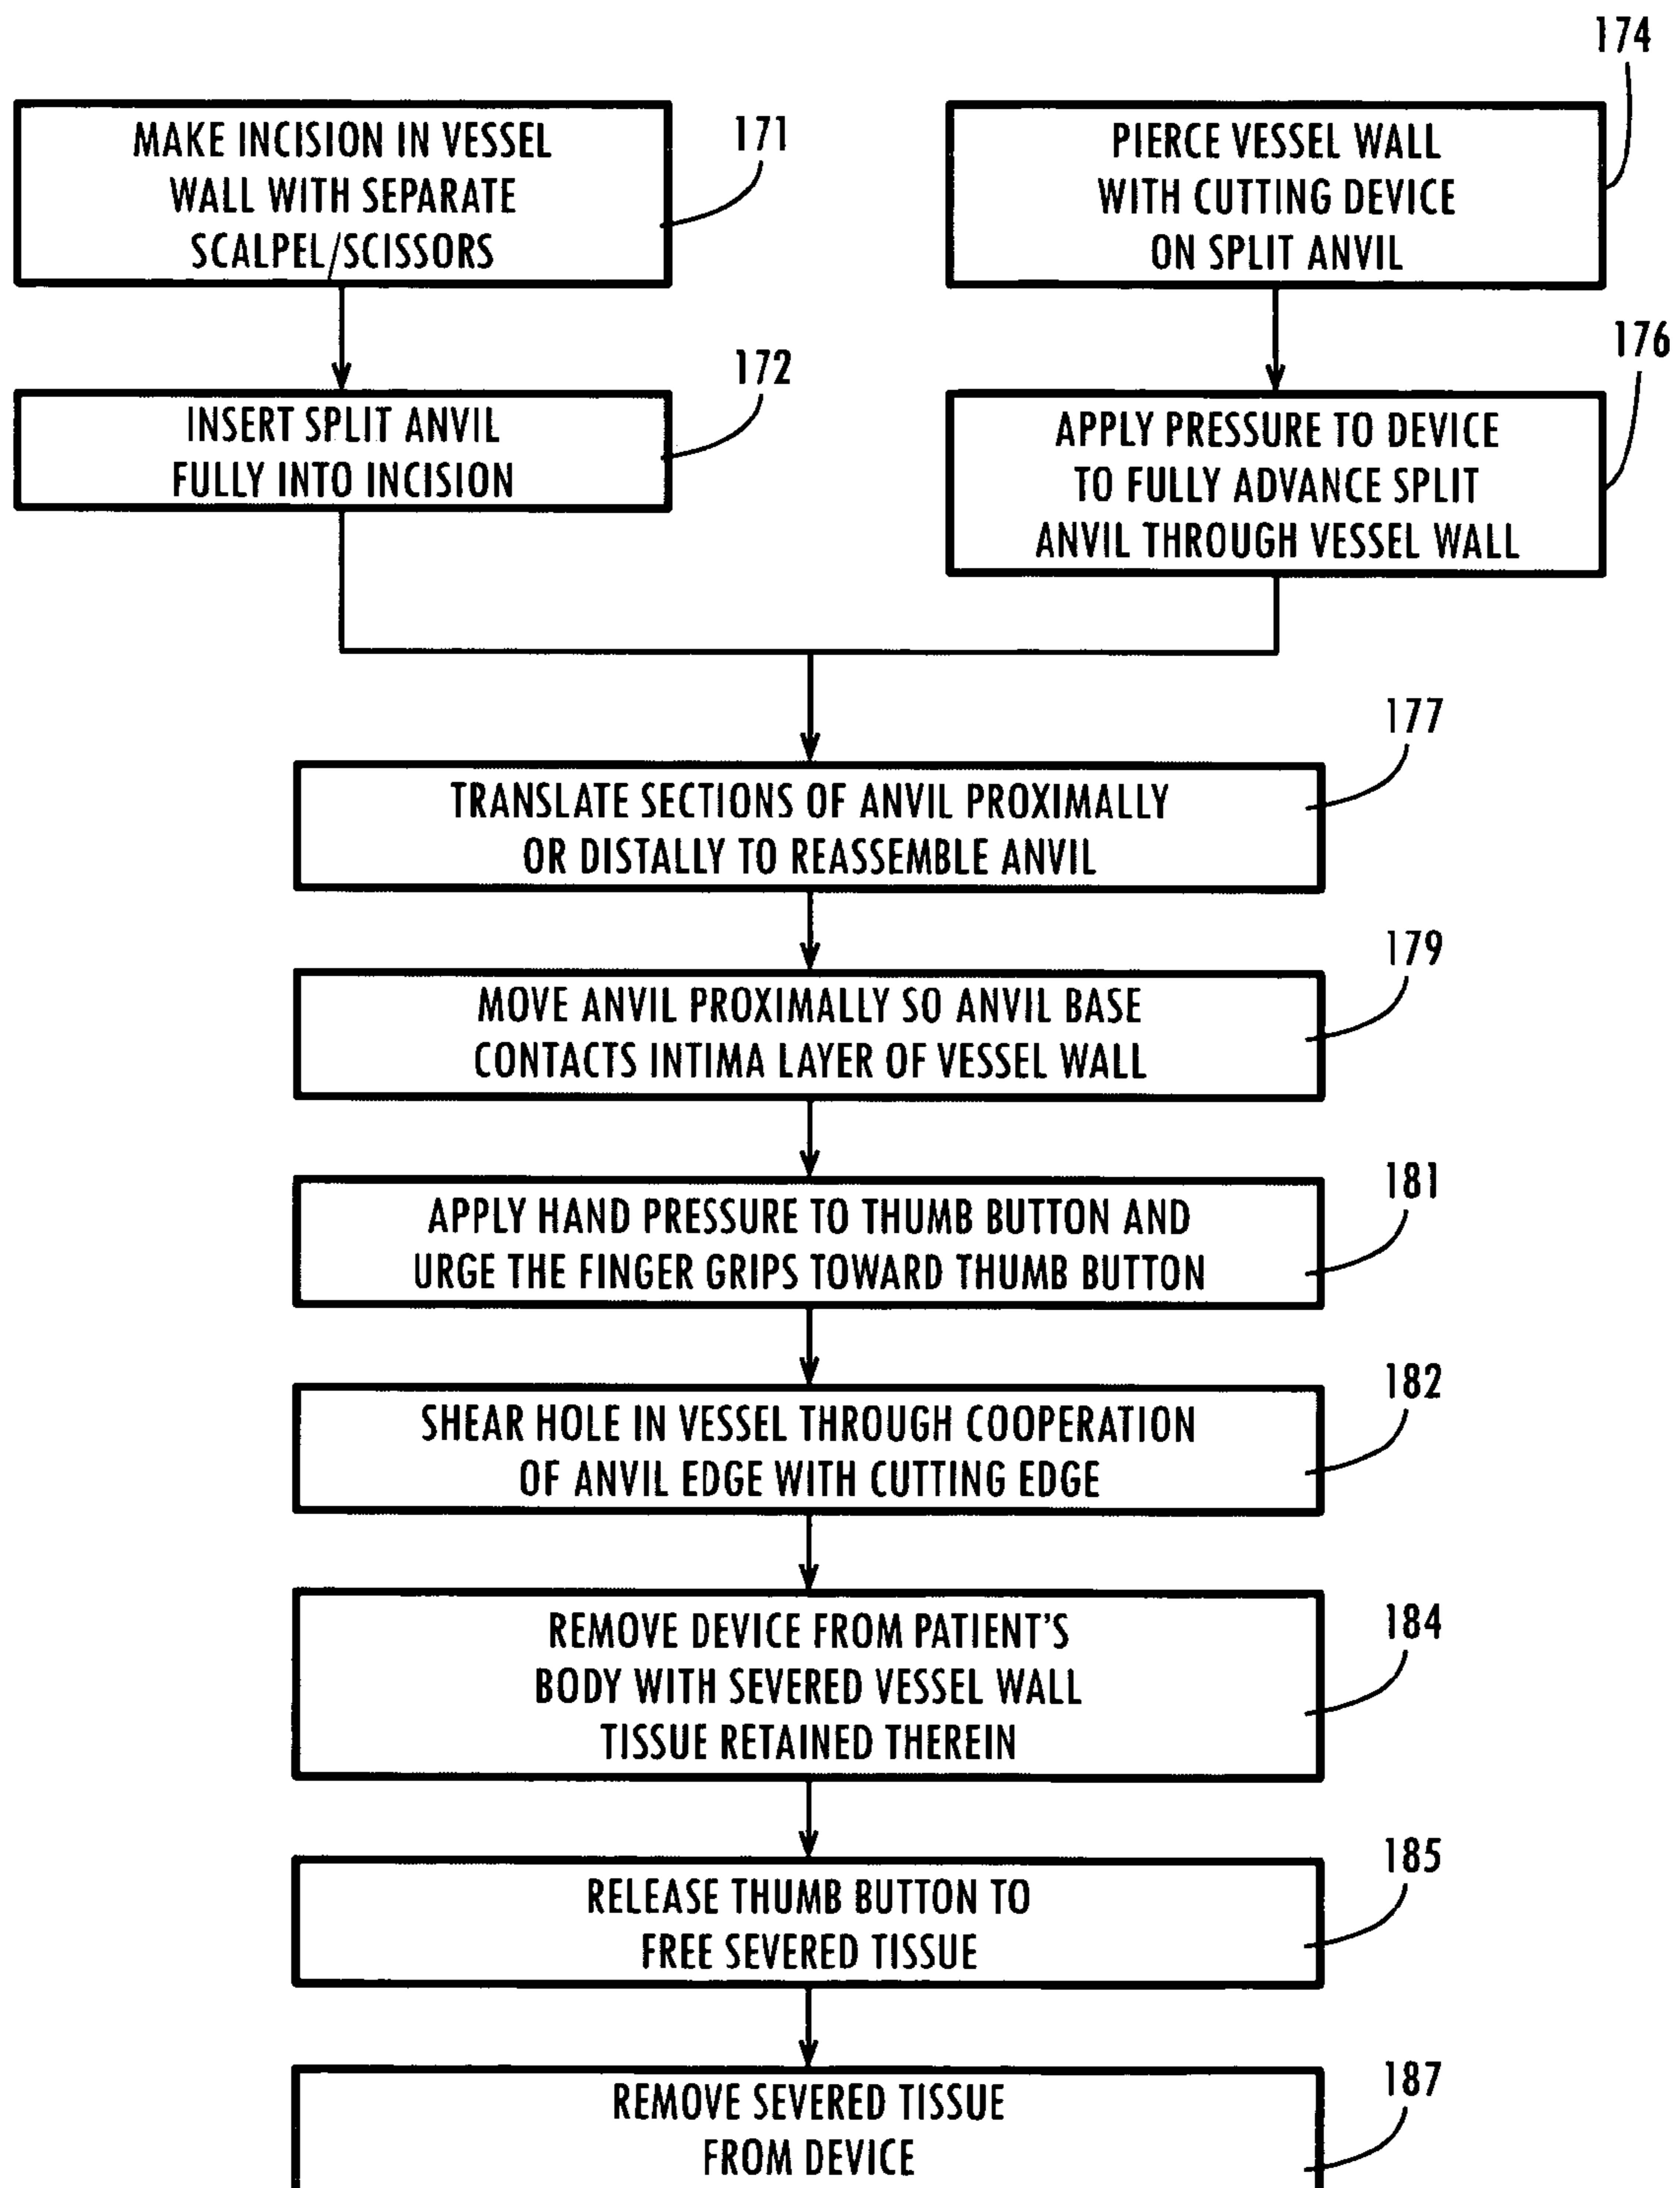 174
MAKE INCISION IN VESSEL
WALL WITH SEPARATE
SCALPEL/SCISSORS
171
PIERCE VESSEL WALL
WITH CUTTING DEVICE
ON SPLIT ANVIL
INSERT SPLIT ANVIL
FULLY INTO INCISION
172
176
APPLY PRESSURE TO DEVICE
TO FULLY ADVANCE SPLIT
ANVIL THROUGH VESSEL WALL
177
TRANSLATE SECTIONS OF ANVIL PROXIMALLY
OR DISTALLY TO REASSEMBLE ANVIL
179
MOVE ANVIL PROXIMALLY SO ANVIL BASE
CONTACTS INTIMA LAYER OF VESSEL WALL
181
APPLY HAND PRESSURE TO THUMB BUTTON AND
URGE THE FINGER GRIPS TOWARD THUMB BUTTON
182
SHEAR HOLE IN VESSEL THROUGH COOPERATION
OF ANVIL EDGE WITH CUTTING EDGE
184
REMOVE DEVICE FROM PATIENT'S
BODY WITH SEVERED VESSEL WALL
TISSUE RETAINED THEREIN
185
RELEASE THUMB BUTTON TO
FREE SEVERED TISSUE
187
REMOVE SEVERED TISSUE
FROM DEVICE